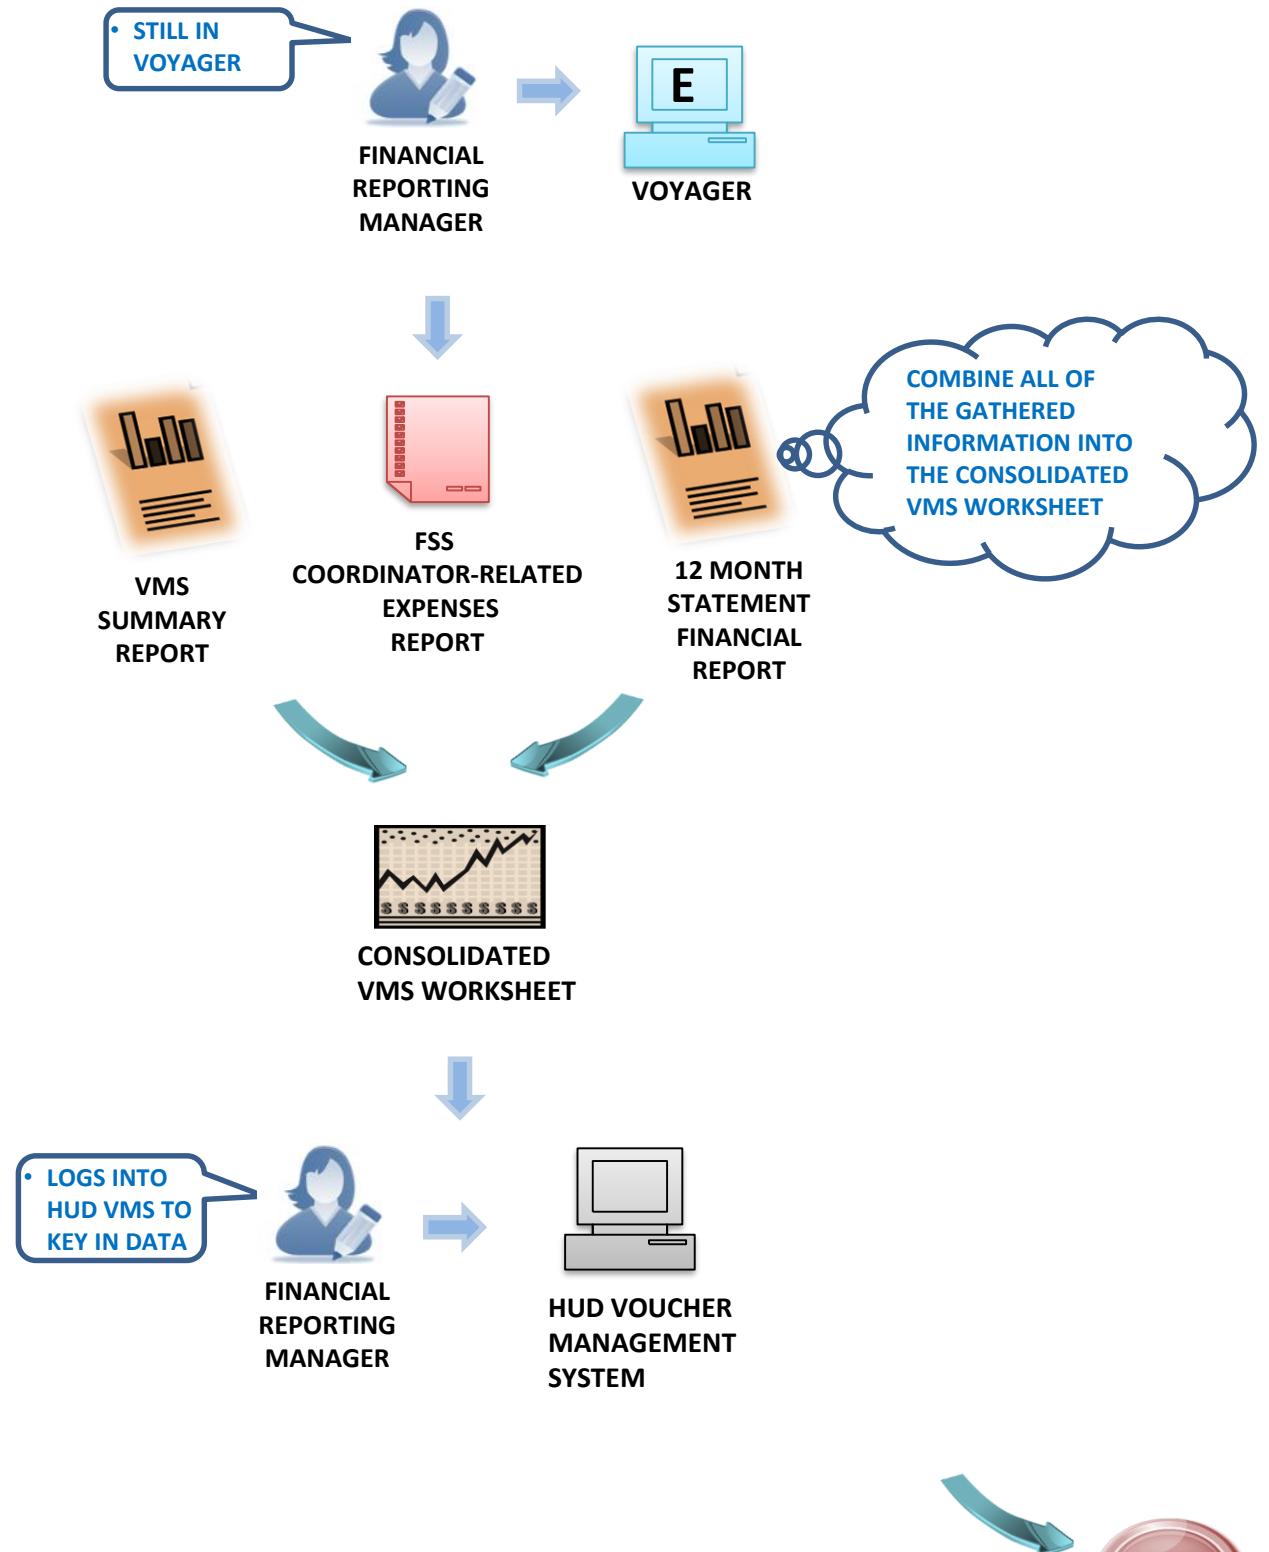 • STILL IN
VOYAGER
E
FINANCIAL
REPORTING
MANAGER
VOYAGER
COMBINE ALL OF
THE GATHERED
INFORMATION INTO
THE CONSOLIDATED
VMS WORKSHEET
VMS
SUMMARY
REPORT
FSS
COORDINATOR-RELATED
EXPENSES
REPORT
12 MONTH
STATEMENT
FINANCIAL
REPORT
$ $ $ $ $ $ $ $ $ $
CONSOLIDATED
VMS WORKSHEET
• LOGS INTO
HUD VMS TO
KEY IN DATA
FINANCIAL
REPORTING
MANAGER
HUD VOUCHER
MANAGEMENT
SYSTEM